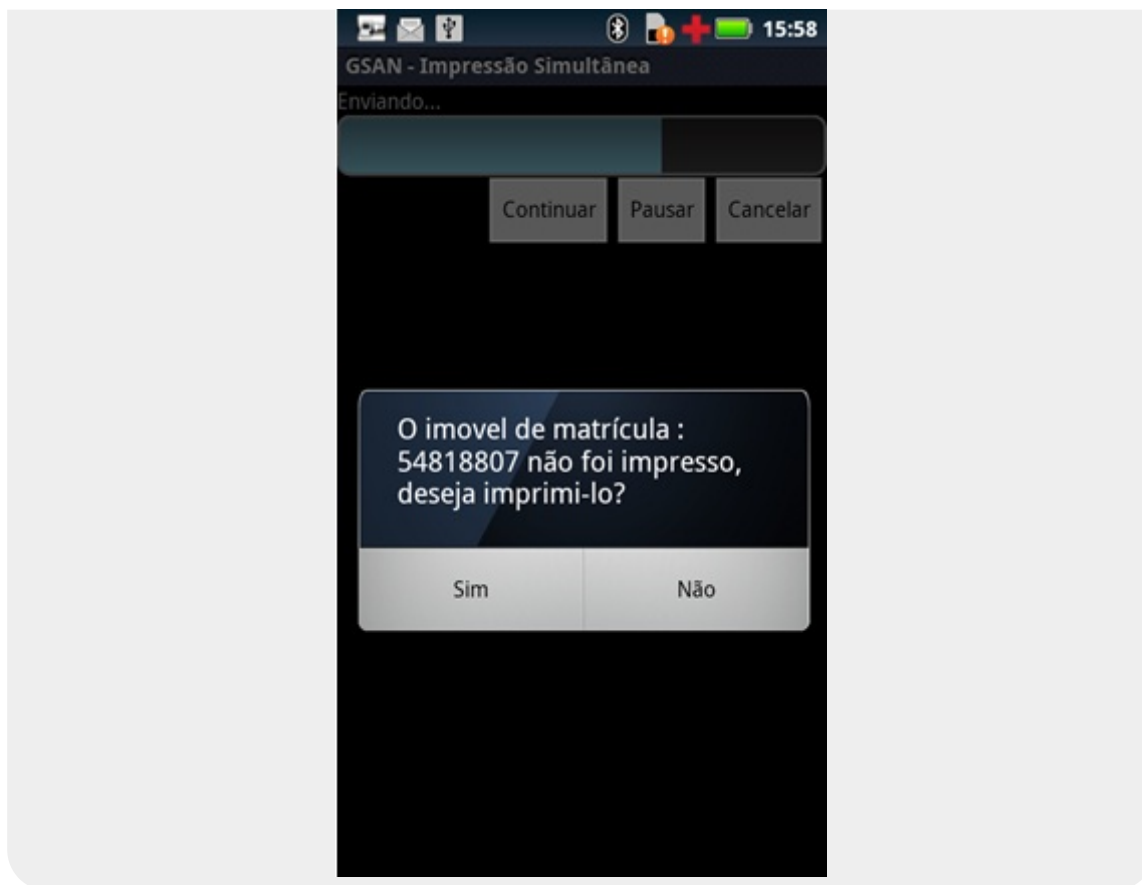 15:58
GSAN - Impressão Simultânea
Enviando...
Continuar Pausar Cancelar
O imovel de matrícula :
54818807 não foi impresso,
deseja imprimi-lo?
Sim Não